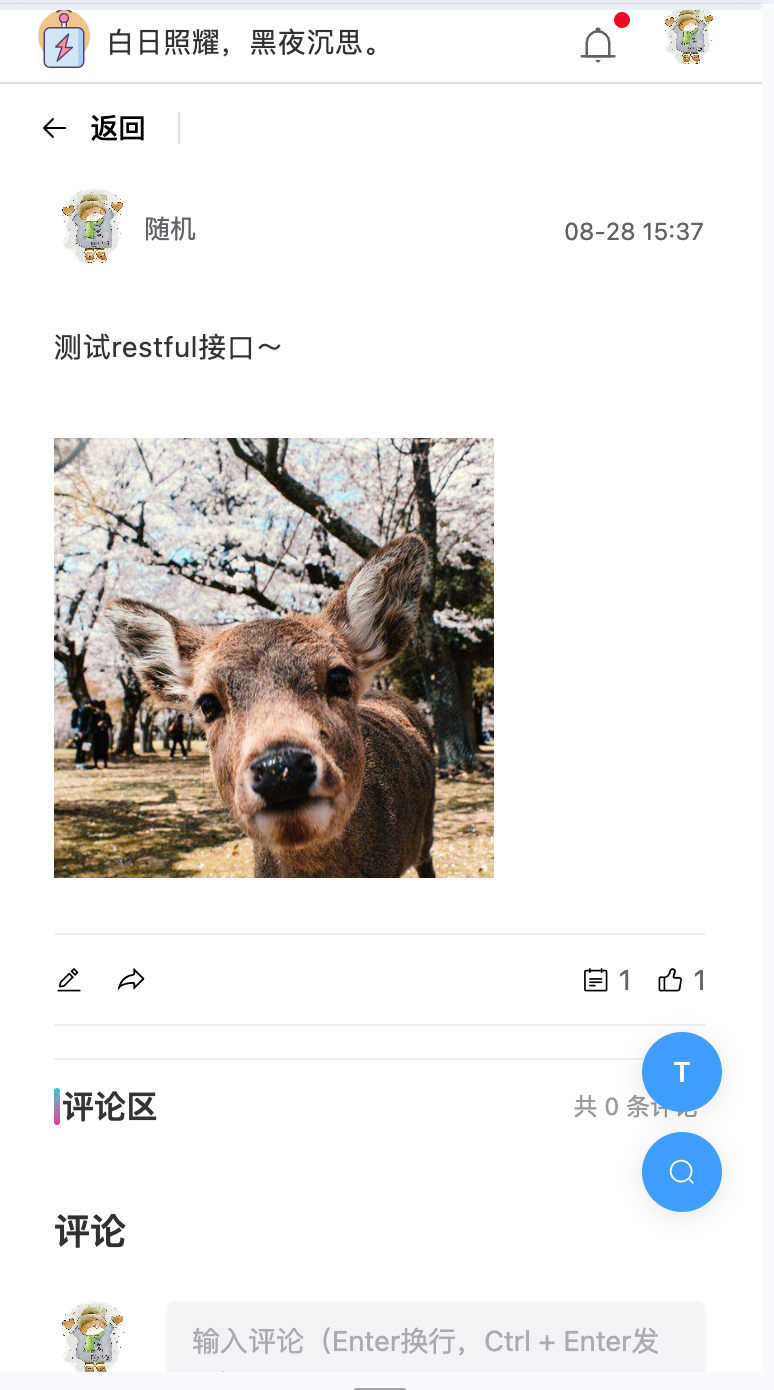 白日照耀，黑夜沉思。
返回
随机
08-28 15:37
测试restful接口～
1
1
T
评论区
共 0 条评论
评论
输入评论（Enter换行，Ctrl + Enter发